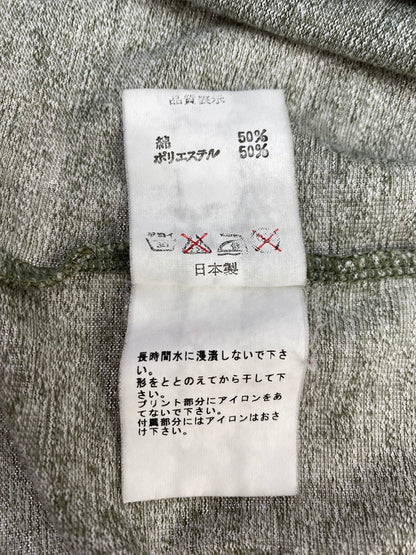 品質表示
綿 50%
ポリエステル 50%
日本製
長時間水に浸漬しないで下さ
い。
形をととのえてから干して下
さい。
プリント部分にアイロンをあ
てないで下さい。
付属部分にはアイロンはおさ
け下さい。